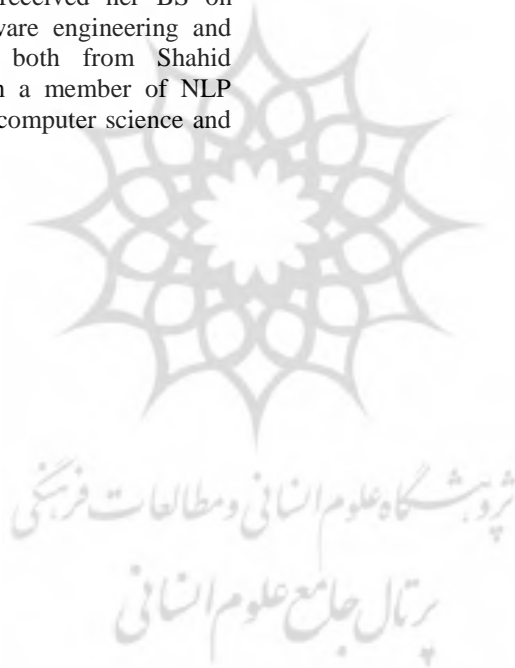 received her BS on
ware engineering and
both from Shahid
a member of NLP
computer science and
پژوهشگاه علوم انسانی و مطالعات فرهنگی
پرتال جامع علوم انسانی